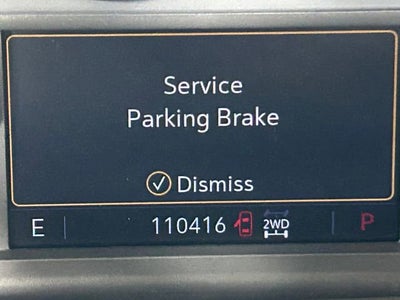 Service
Parking Brake
Dismiss
E 110416 2WD P